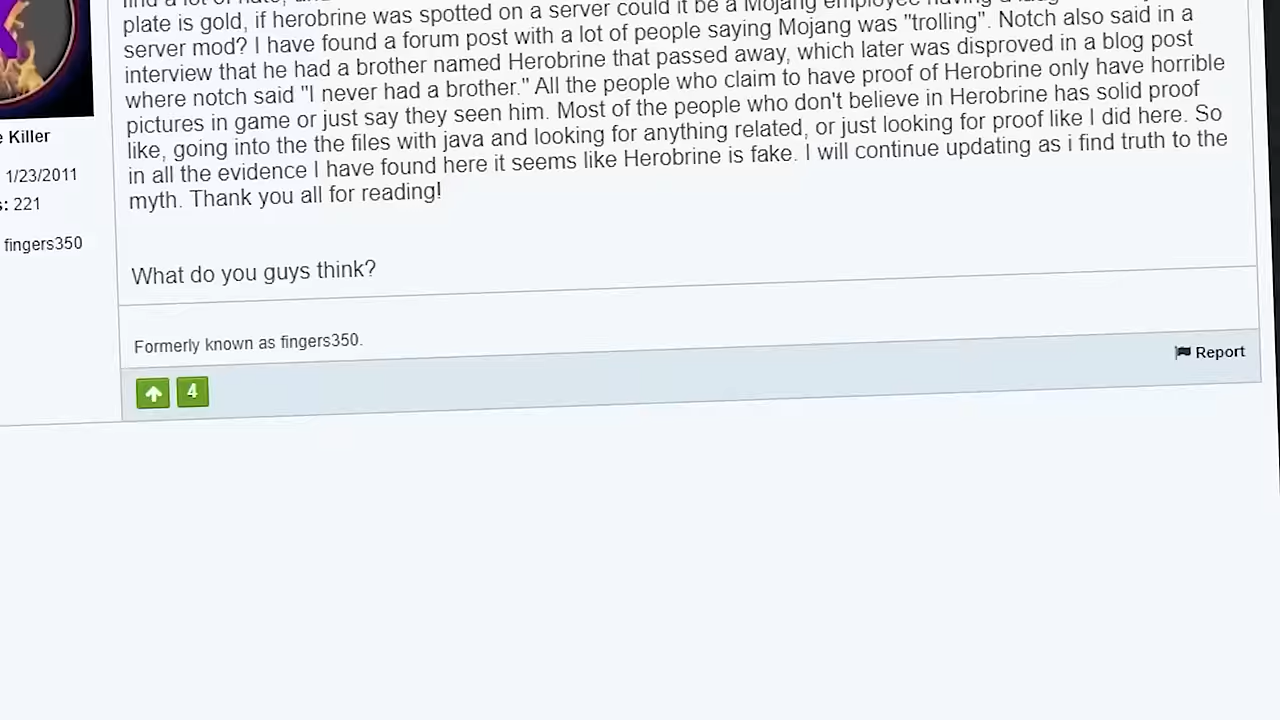 plate is gold, if herobrine was spotted on a server could it be a Mojang employee having a
server mod? I have found a forum post with a lot of people saying Mojang was "trolling". Notch also said in a
interview that he had a brother named Herobrine that passed away, which later was disproved in a blog post
where notch said "I never had a brother." All the people who claim to have proof of Herobrine only have horrible
pictures in game or just say they seen him. Most of the people who don't believe in Herobrine has solid proof
like, going into the the files with java and looking for anything related, or just looking for proof like I did here. So
in all the evidence I have found here it seems like Herobrine is fake. I will continue updating as i find truth to the
myth. Thank you all for reading!
What do you guys think?
Formerly known as fingers350.
4
Report
Killer
1/23/2011
: 221
fingers350